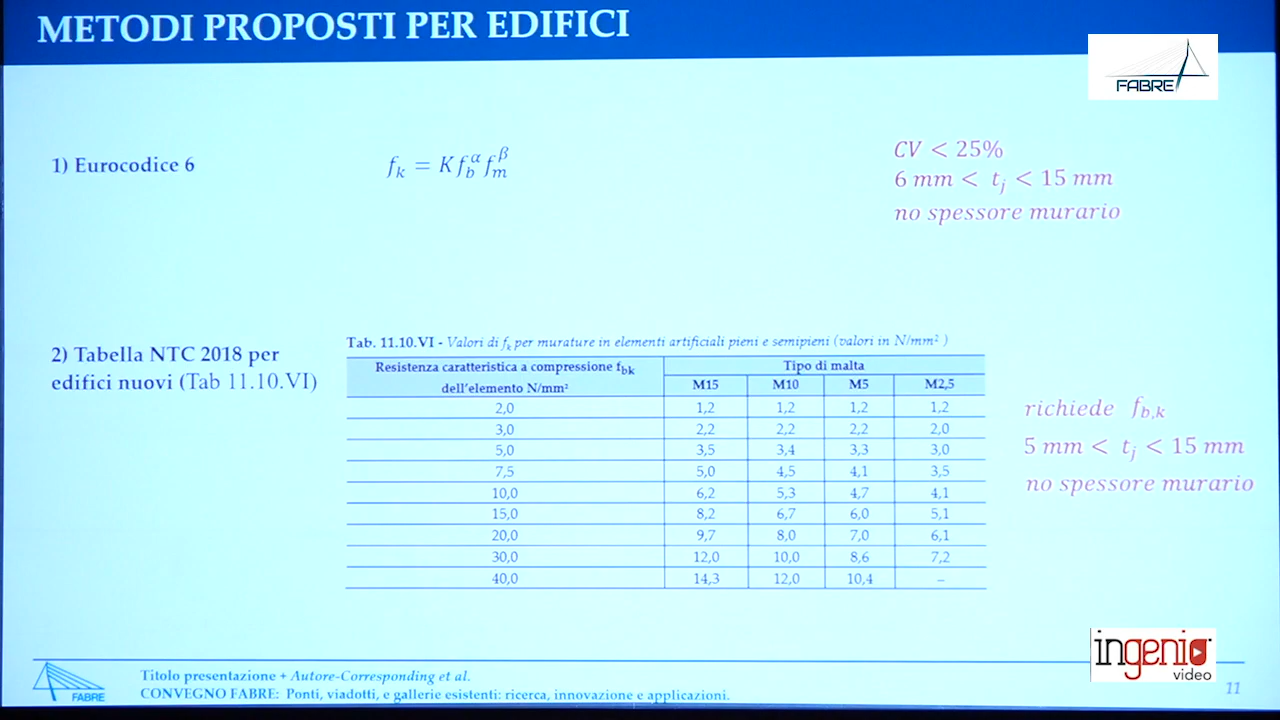 METODI PROPOSTI PER EDIFICI
FABRE
1) Eurocodice 6
f_k = K f_b^α f_m^β
CV < 25%
6 mm < t_j < 15 mm
no spessore murario
2) Tabella NTC 2018 per
edifici nuovi (Tab 11.10.VI)
Tab. 11.10.VI - Valori di f_k per murature in elementi artificiali pieni e semipieni (valori in N/mm²)
Resistenza caratteristica a compressione f_bk
dell'elemento N/mm²
Tipo di malta
M15 M10 M5 M2,5
2,0 1,2 1,2 1,2 1,2
3,0 2,2 2,2 2,2 2,0
5,0 3,5 3,4 3,3 3,0
7,5 5,0 4,5 4,1 3,5
10,0 6,2 5,3 4,7 4,1
15,0 8,2 6,7 6,0 5,1
20,0 9,7 8,0 7,0 6,1
30,0 12,0 10,0 8,6 7,2
40,0 14,3 12,0 10,4 –
richiede f_b,k
5 mm < t_j < 15 mm
no spessore murario
FABRE
Titolo presentazione + Autore-Corresponding et al.
CONVEGNO FABRE: Ponti, viadotti, e gallerie esistenti: ricerca, innovazione e applicazioni.
ingenio
video
11